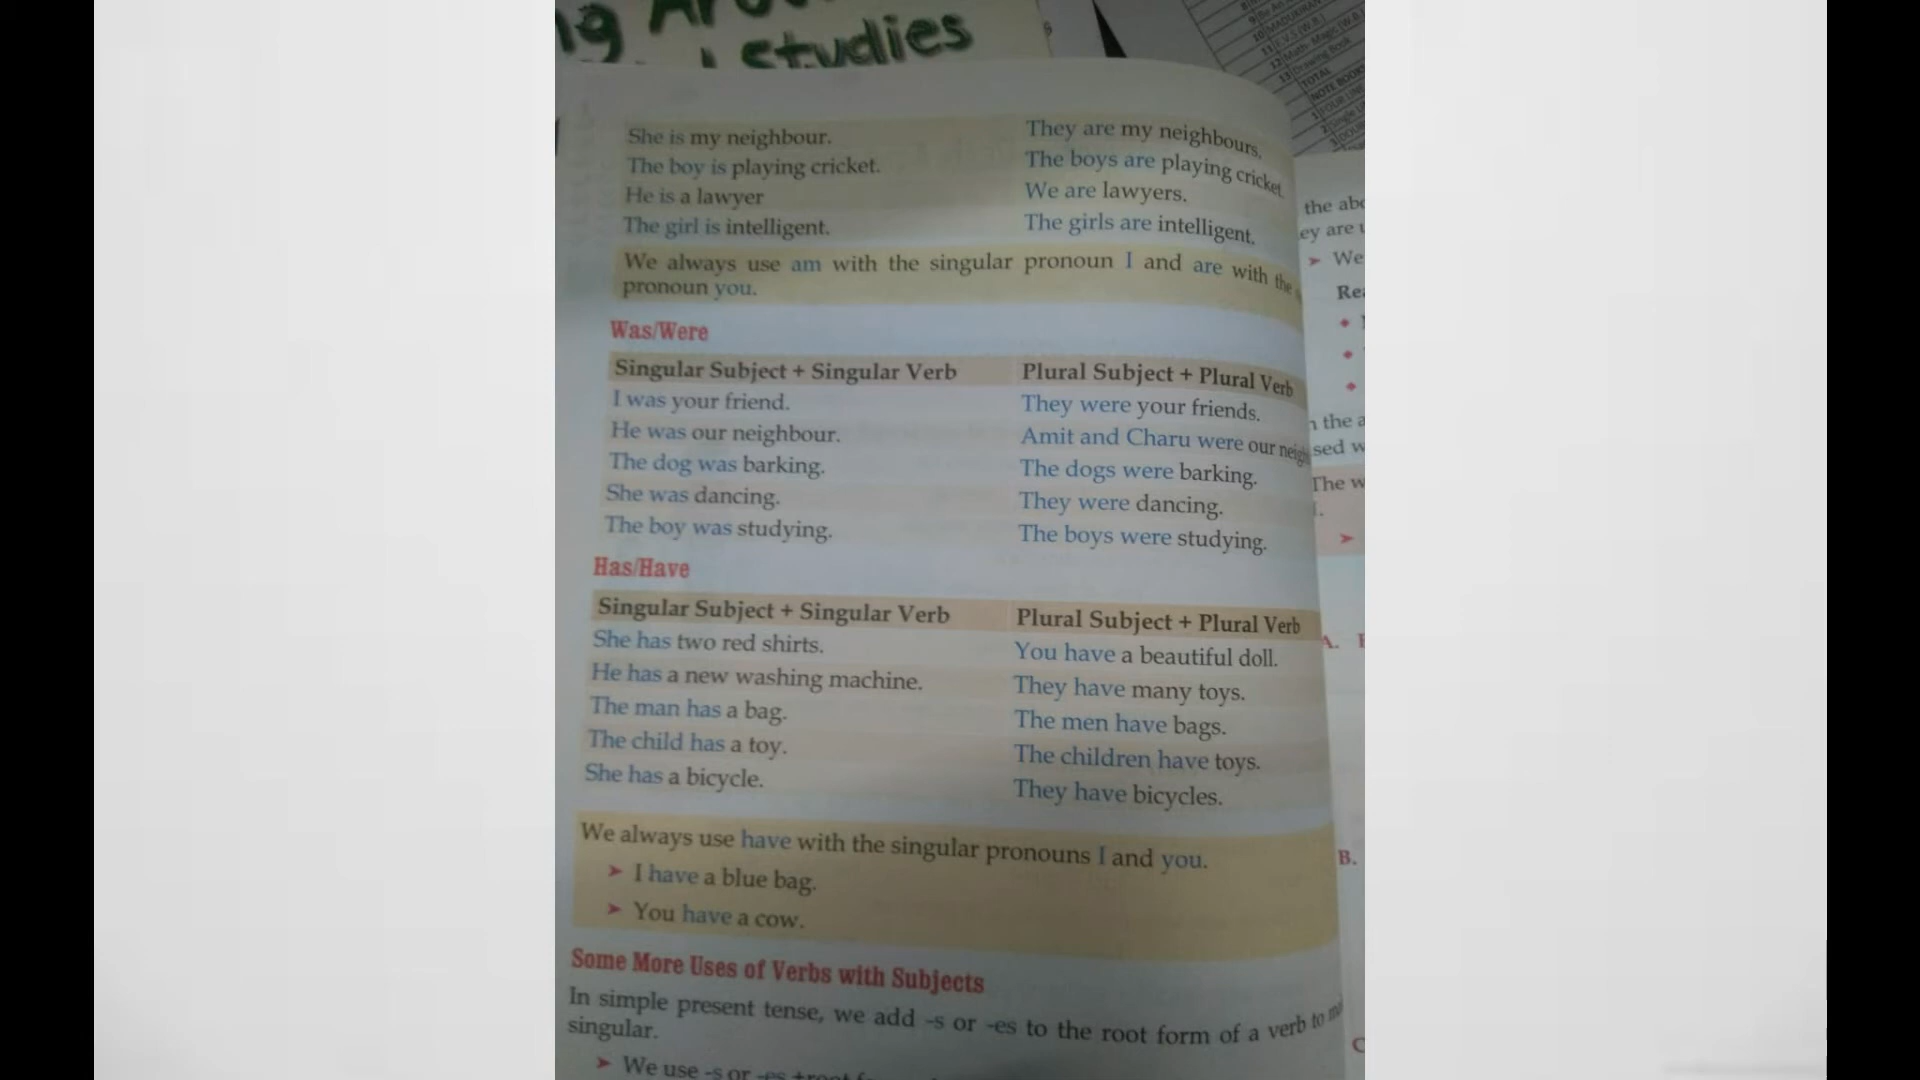 studies
She is my neighbour. They are my neighbours.
The boy is playing cricket. The boys are playing cricket.
He is a lawyer We are lawyers.
The girl is intelligent. The girls are intelligent.
We always use am with the singular pronoun I and are with the
pronoun you.
Was/Were
Singular Subject + Singular Verb Plural Subject + Plural Verb
I was your friend. They were your friends.
He was our neighbour. Amit and Charu were our
The dog was barking. The dogs were barking.
She was dancing. They were dancing.
The boy was studying. The boys were studying.
Has/Have
Singular Subject + Singular Verb Plural Subject + Plural Verb
She has two red shirts. You have a beautiful doll.
He has a new washing machine. They have many toys.
The man has a bag. The men have bags.
The child has a toy. The children have toys.
She has a bicycle. They have bicycles.
We always use have with the singular pronouns I and you.
➤ I have a blue bag.
➤ You have a cow.
Some More Uses of Verbs with Subjects
In simple present tense, we add -s or -es to the root form of a verb to
singular.
➤ We use -s or -es
the
are
➤ We
the
The
A.
B.
TOTAL